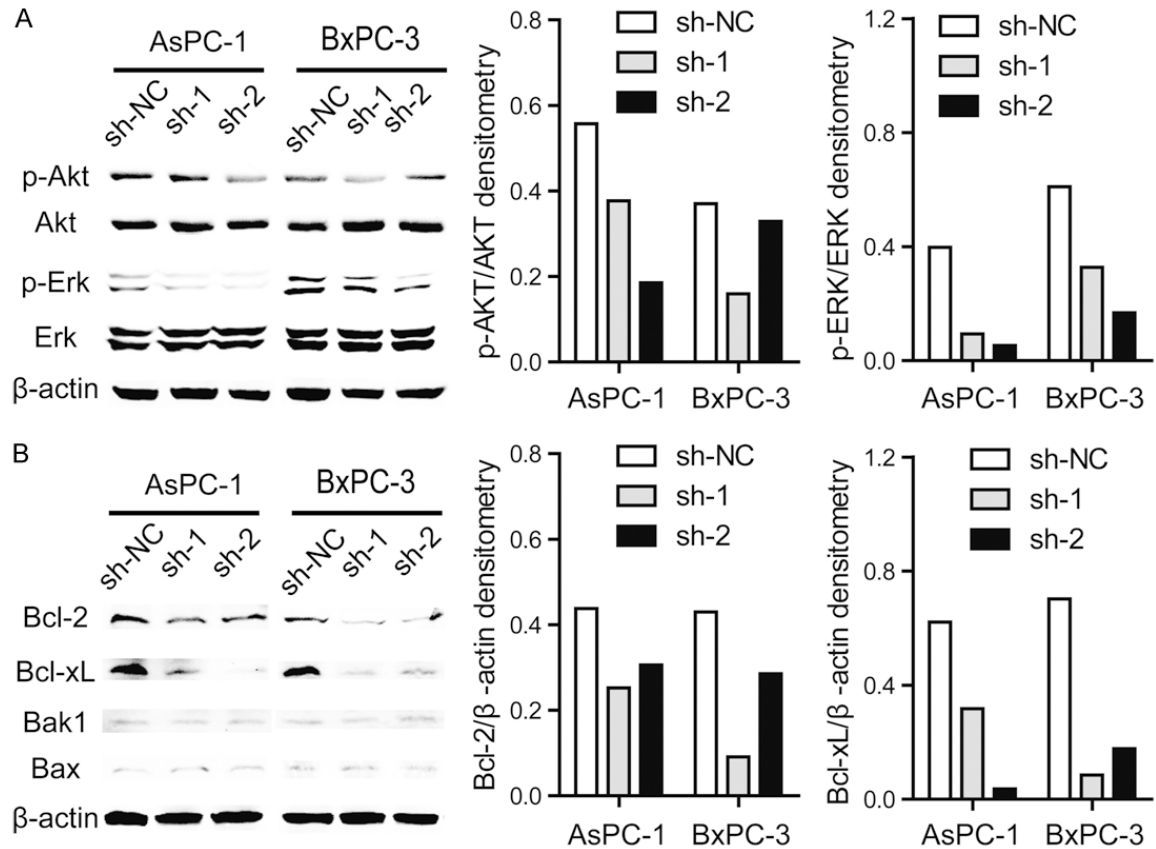 A
AsPC-1 BxPC-3
sh-NC sh-1 sh-2 sh-NC sh-1 sh-2
p-Akt
Akt
p-Erk
Erk
β-actin
p-AKT/AKT densitometry
0.8
0.6
0.4
0.2
0.0
sh-NC
sh-1
sh-2
AsPC-1 BxPC-3
p-ERK/ERK densitometry
1.2
0.8
0.4
0.0
sh-NC
sh-1
sh-2
AsPC-1 BxPC-3
B
AsPC-1 BxPC-3
sh-NC sh-1 sh-2 sh-NC sh-1 sh-2
Bcl-2
Bcl-xL
Bak1
Bax
β-actin
Bcl-2/β -actin densitometry
0.8
0.6
0.4
0.2
0.0
sh-NC
sh-1
sh-2
AsPC-1 BxPC-3
Bcl-xL/β -actin densitometry
1.2
0.8
0.4
0.0
sh-NC
sh-1
sh-2
AsPC-1 BxPC-3